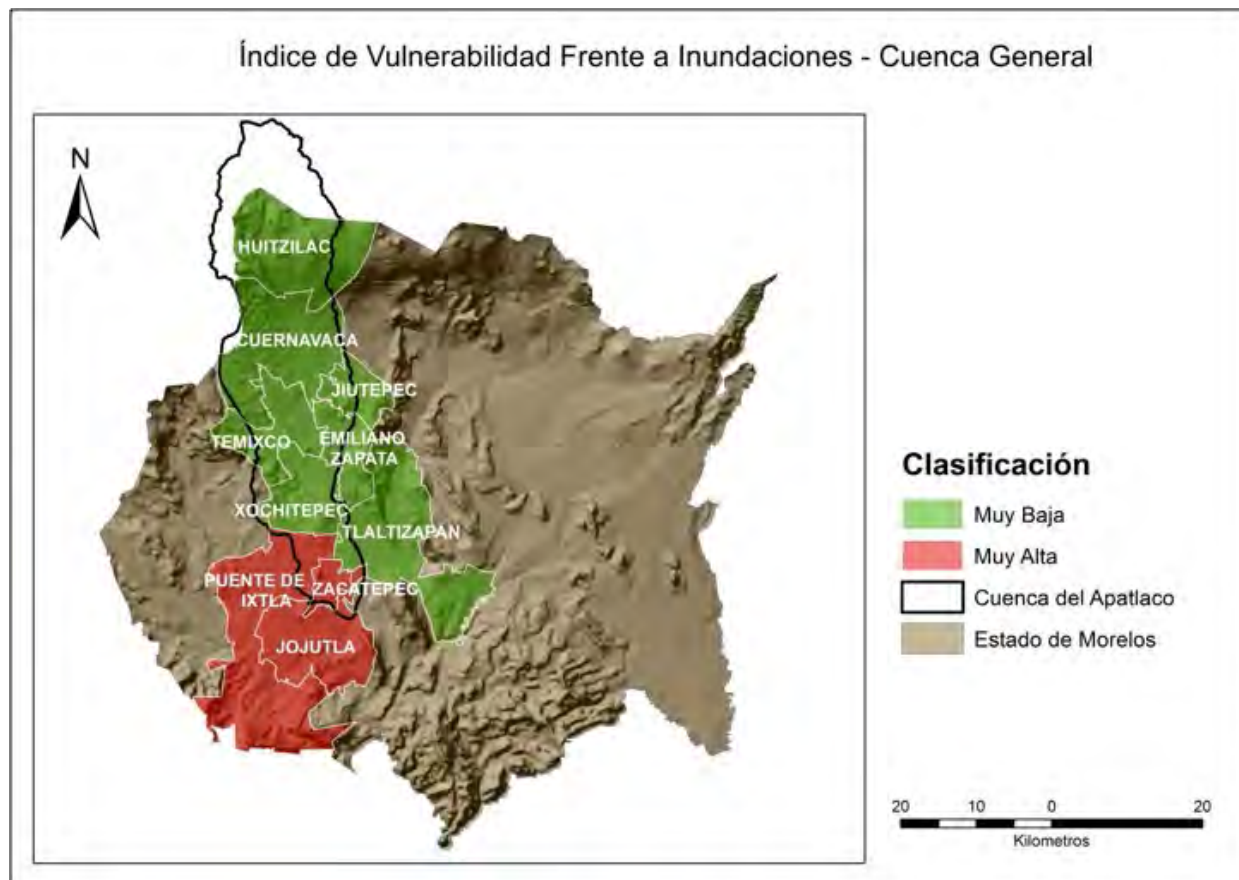 Índice de Vulnerabilidad Frente a Inundaciones - Cuenca General
N
HUITZILAC
CUERNAVACA
JIUTEPEC
TEMIXCO
EMILIANO
ZAPATA
XOCHITEPEC
TLALTIZAPAN
PUENTE DE
IXTLA
ZACATEPEC
JOJUTLA
Clasificación
Muy Baja
Muy Alta
Cuenca del Apatlaco
Estado de Morelos
20 10 0 20
Kilometros